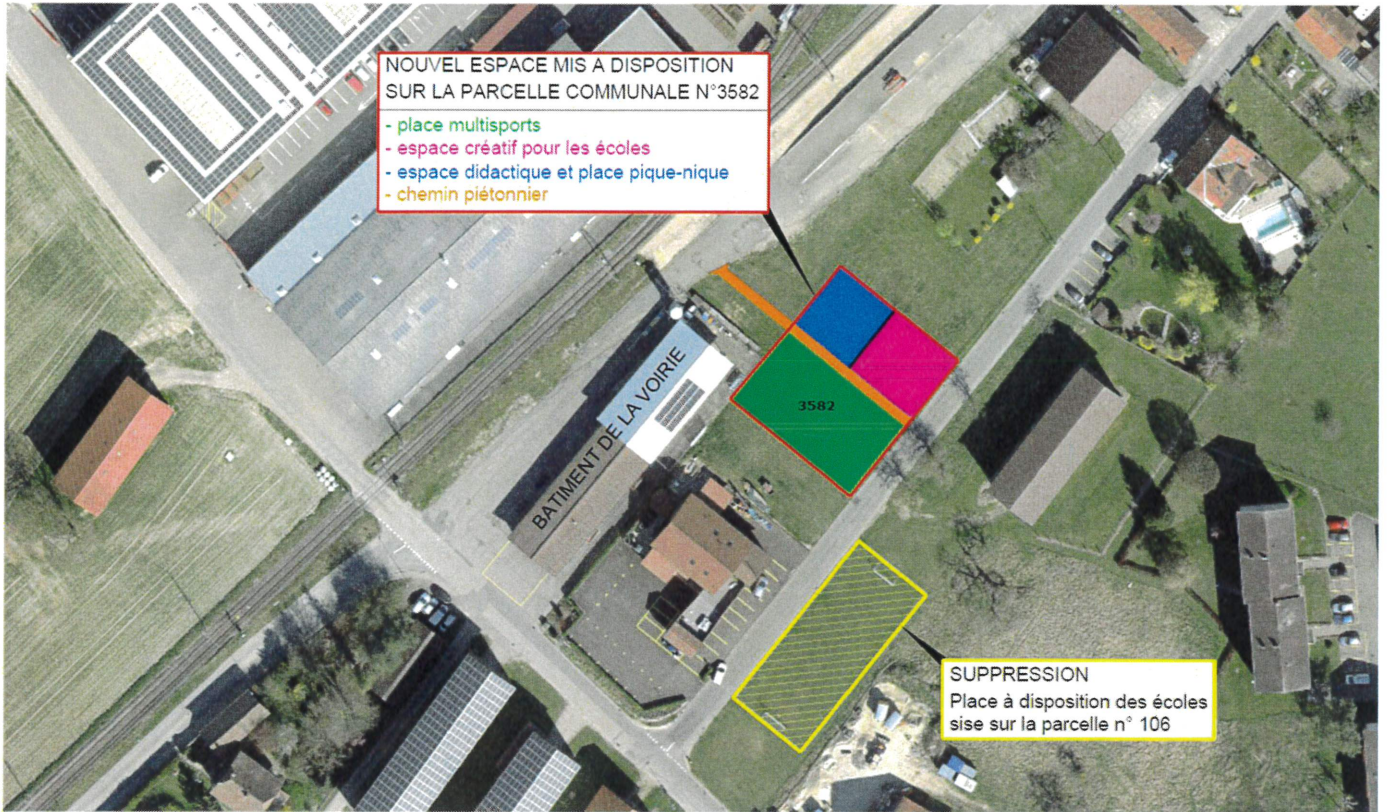 NOUVEL ESPACE MIS A DISPOSITION
SUR LA PARCELLE COMMUNALE N°3582
- place multisports
- espace créatif pour les écoles
- espace didactique et place pique-nique
- chemin piétonnier
BATIMENT DE LA VOIRIE
3582
SUPPRESSION
Place à disposition des écoles
sise sur la parcelle n° 106